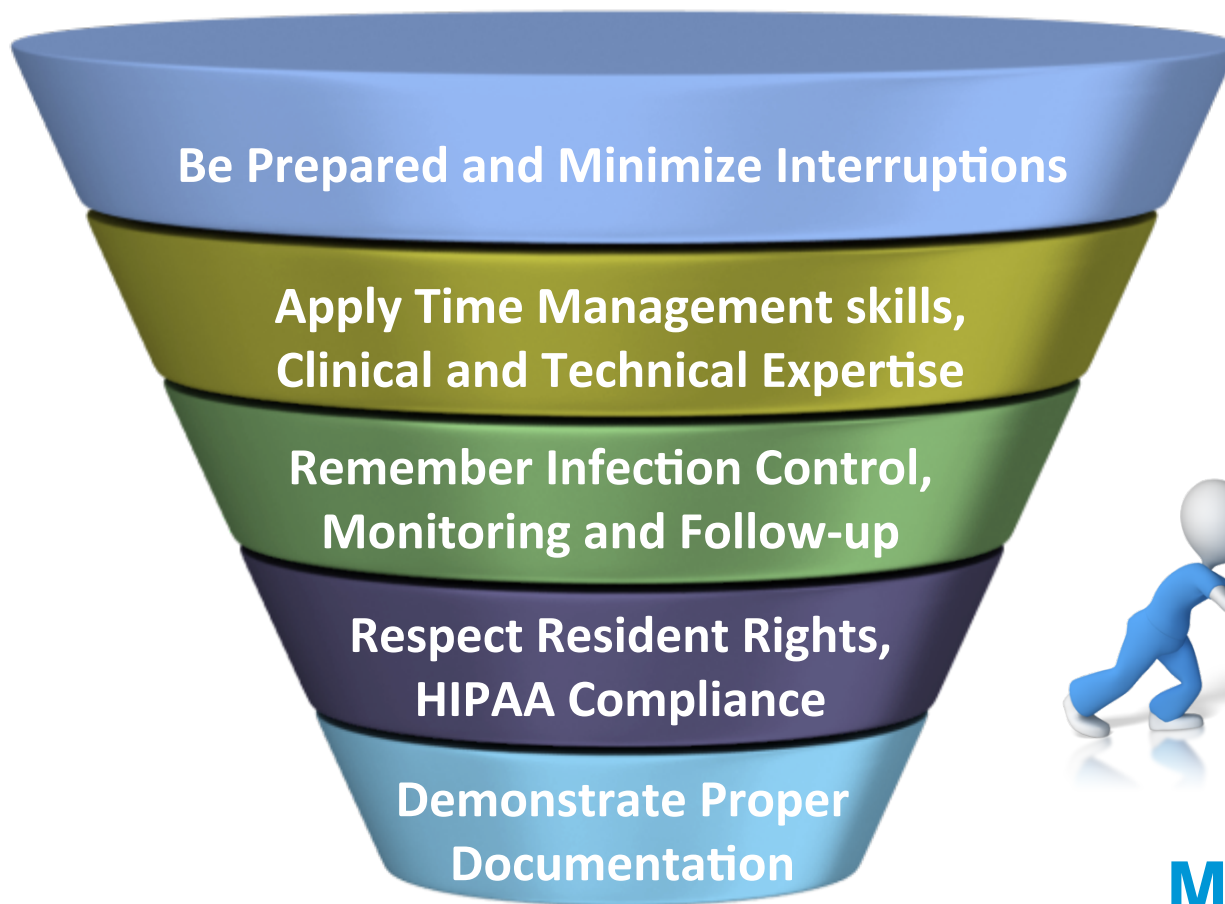 Be Prepared and Minimize Interruptions
Apply Time Management skills,
Clinical and Technical Expertise
Remember Infection Control,
Monitoring and Follow-up
Respect Resident Rights,
HIPAA Compliance
Demonstrate Proper
Documentation
M